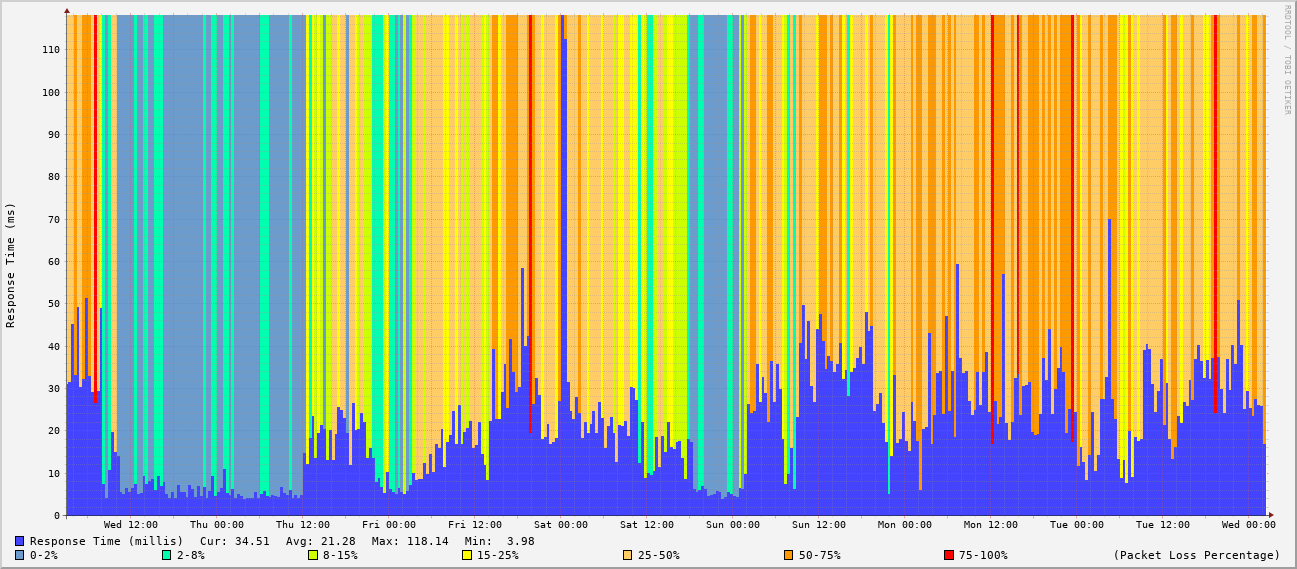 RRDTOOL / TOBI OETIKER
Response Time (ms)
110
100
90
80
70
60
50
40
30
20
10
0
Wed 12:00 Thu 00:00 Thu 12:00 Fri 00:00 Fri 12:00 Sat 00:00 Sat 12:00 Sun 00:00 Sun 12:00 Mon 00:00 Mon 12:00 Tue 00:00 Tue 12:00 Wed 00:00
Response Time (millis) Cur: 34.51 Avg: 21.28 Max: 118.14 Min: 3.98
0-2% 2-8% 8-15% 15-25% 25-50% 50-75% 75-100% (Packet Loss Percentage)